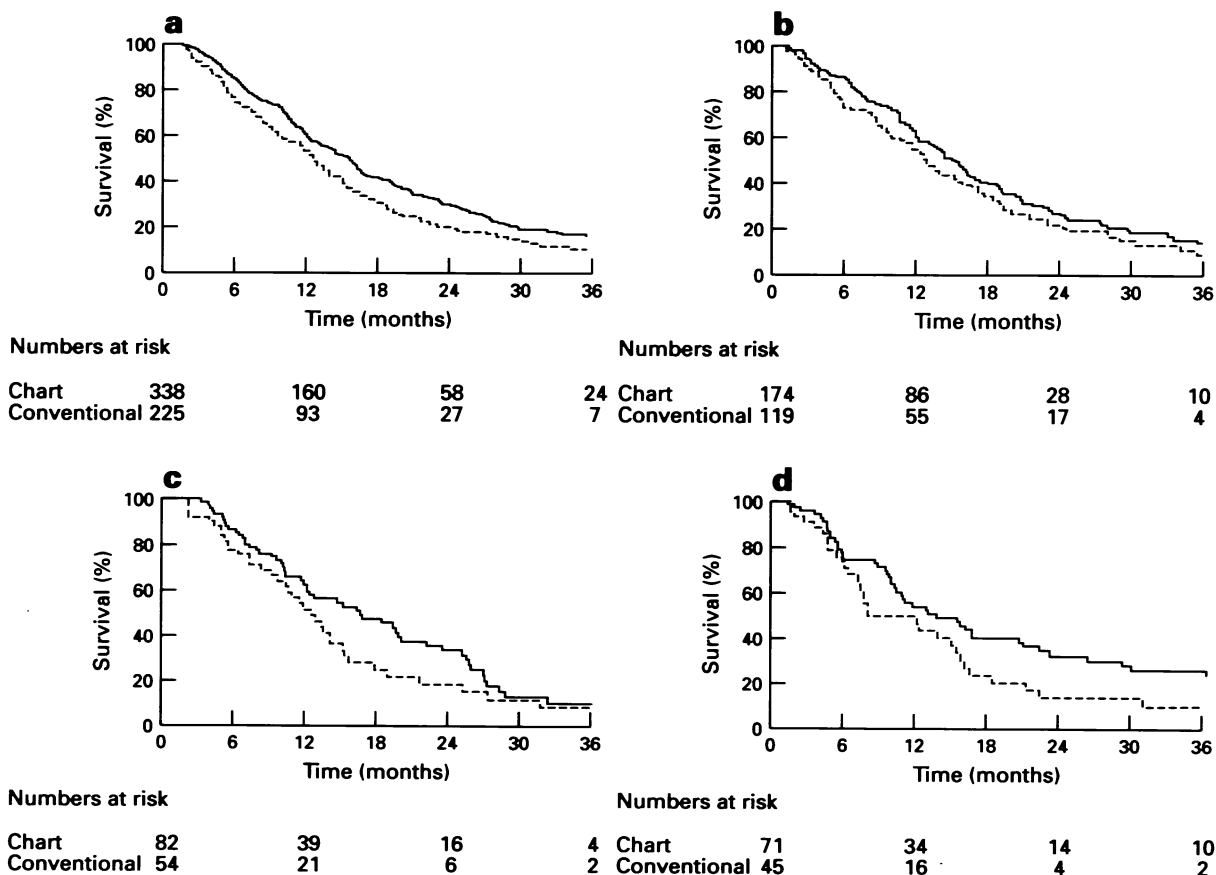 a
100
80
60
40
20
0
Survival (%)
0 6 12 18 24 30 36
Time (months)
Numbers at risk
Chart 338 160 58 24
Conventional 225 93 27 7
b
100
80
60
40
20
0
Survival (%)
0 6 12 18 24 30 36
Time (months)
Numbers at risk
Chart 174 86 28 10
Conventional 119 55 17 4
c
100
80
60
40
20
0
Survival (%)
0 6 12 18 24 30 36
Time (months)
Numbers at risk
Chart 82 39 16 4
Conventional 54 21 6 2
d
100
80
60
40
20
0
Survival (%)
0 6 12 18 24 30 36
Time (months)
Numbers at risk
Chart 71 34 14 10
Conventional 45 16 4 2